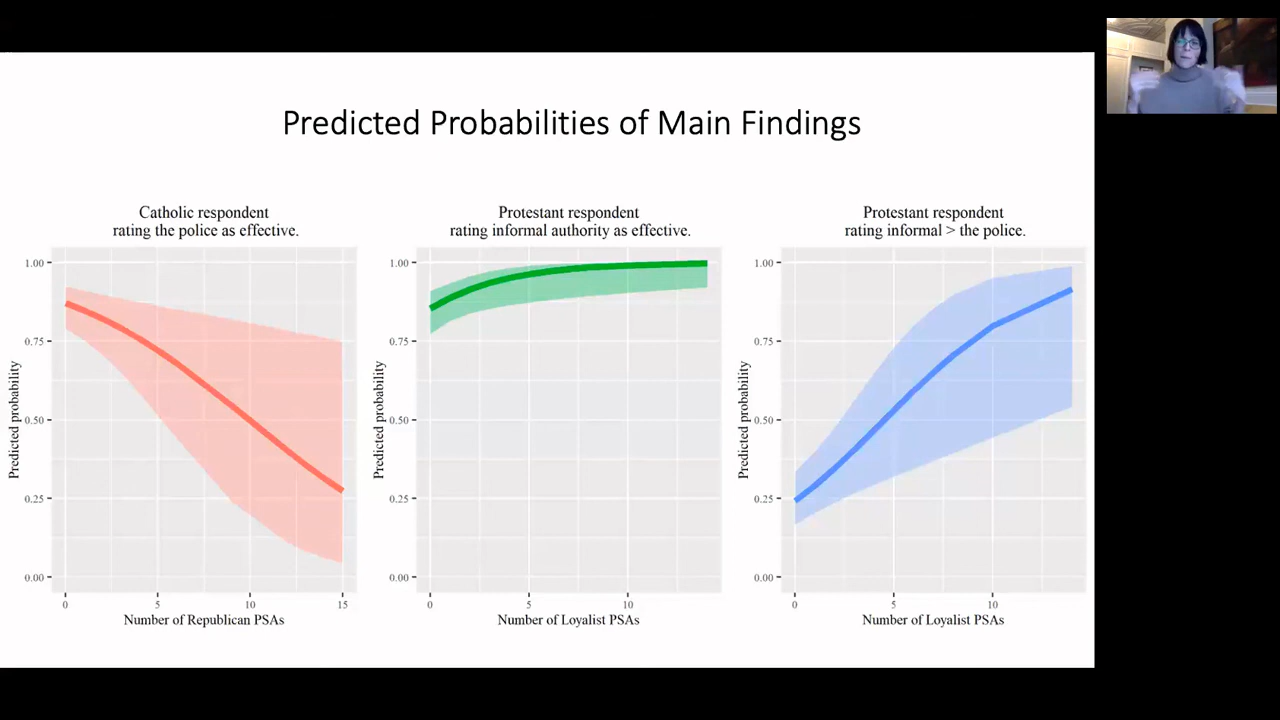 Predicted Probabilities of Main Findings
Catholic respondent
rating the police as effective.
1.00
0.75
0.50
0.25
0.00
Predicted probability
0
5
10
15
Number of Republican PSAs
Protestant respondent
rating informal authority as effective.
1.00
0.75
0.50
0.25
0.00
Predicted probability
0
5
10
Number of Loyalist PSAs
Protestant respondent
rating informal > the police.
1.00
0.75
0.50
0.25
0.00
Predicted probability
0
5
10
Number of Loyalist PSAs